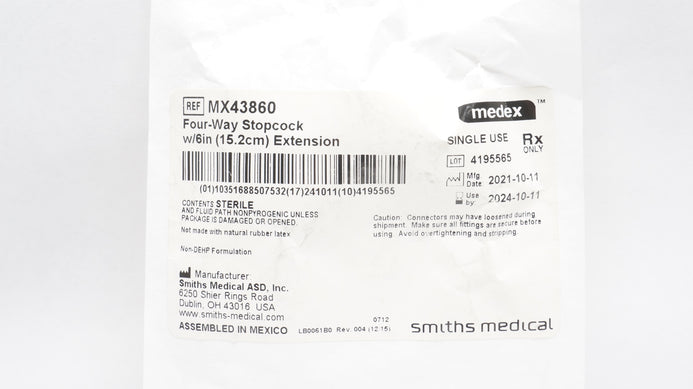 REF MX43860
Four-Way Stopcock
w/6in (15.2cm) Extension
(01)10351688507532(17)241011(10)4195565
CONTENTS STERILE
AND FLUID PATH NONPYROGENIC UNLESS
PACKAGE IS DAMAGED OR OPENED.
Not made with natural rubber latex
Non-DEHP Formulation
Manufacturer:
Smiths Medical ASD, Inc.
6250 Shier Rings Road
Dublin, OH 43016 USA
www.smiths-medical.com
ASSEMBLED IN MEXICO
LB0061B0 Rev. 004 (12/15)
0712
medex™
SINGLE USE Rx ONLY
LOT 4195565
Mfg. Date 2021-10-11
Use by: 2024-10-11
Caution: Connectors may have loosened during
shipment. Make sure all fittings are secure before
using. Avoid overtightening and stripping.
smiths medical